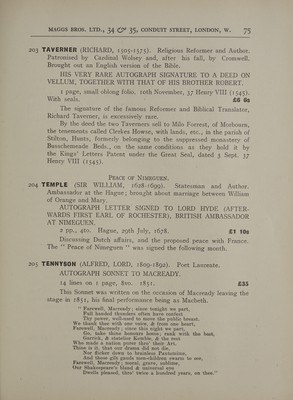 MAGGS BROS. LTD., 34 & 35, CONDUIT STREET, LONDON, W. 75
203 TAVERNER (RICHARD, 1505-1575). Religious Reformer and Author.
Patronised by Cardinal Wolsey and, after his fall, by Cromwell.
Brought out an English version of the Bible.
HIS VERY RARE AUTOGRAPH SIGNATURE TO A DEED ON
VELLUM, TOGETHER WITH THAT OF HIS BROTHER ROBERT.
1 page, small oblong folio. 10th November, 37 Henry VIII (1545).
With seals. £6 6s
The signature of the famous Reformer and Biblical Translator,
Richard Taverner, is excessively rare.
By the deed the two Taverners sell to Milo Forrest, of Morborn,
the tenements called Clerkes Howse, with lands, etc., in the parish of
Stilton, Hunts, formerly belonging to the suppressed monastery of
Basschemeade Beds., on the same conditions as they hold it by
the Kings' Letters Patent under the Great Seal, dated 3 Sept. 37
Henry VIII (1545).
PEACE OF NIMEGUEN.
204 TEMPLE (SIR WILLIAM, 1628-1699). Statesman and Author.
Ambassador at the Hague; brought about marriage between William
of Orange and Mary.
AUTOGRAPH LETTER SIGNED TO LORD HYDE (AFTER-
WARDS FIRST EARL OF ROCHESTER), BRITISH AMBASSADOR
AT NIMEGUEN.
2 pp., 4to. Hague, 29th July, 1678. £1 10s
Discussing Dutch affairs, and the proposed peace with France.
The "Peace of Nimeguen" was signed the following month.
205 TENNYSON (ALFRED, LORD, 1809-1892). Poet Laureate.
AUTOGRAPH SONNET TO MACREADY.
14 lines on 1 page, 8vo. 1851. £33
This Sonnet was written on the occasion of Macready leaving the
stage in 1851, his final performance being as Macbeth.
"Farewell, Macready; since tonight we part,
Full handed thunders often have confest
Thy power, well-used to move the public breast.
We thank thee with one voice, & from one heart,
Farewell, Macready; since this night we part,
Go, take thine honours home; rank with the best,
Garrick, & statelier Kemble, & the rest
Who made a nation purer thro' their Art.
Thine is it, that our drama did not die,
Nor flicker down to brainless Pantomime,
And those gilt gauds men-children swarm to see,
Farewell, Macready; moral, grave, sublime,
Our Shakespeare's bland & universal eye
Dwells pleased, thro' twice a hundred years, on thee."